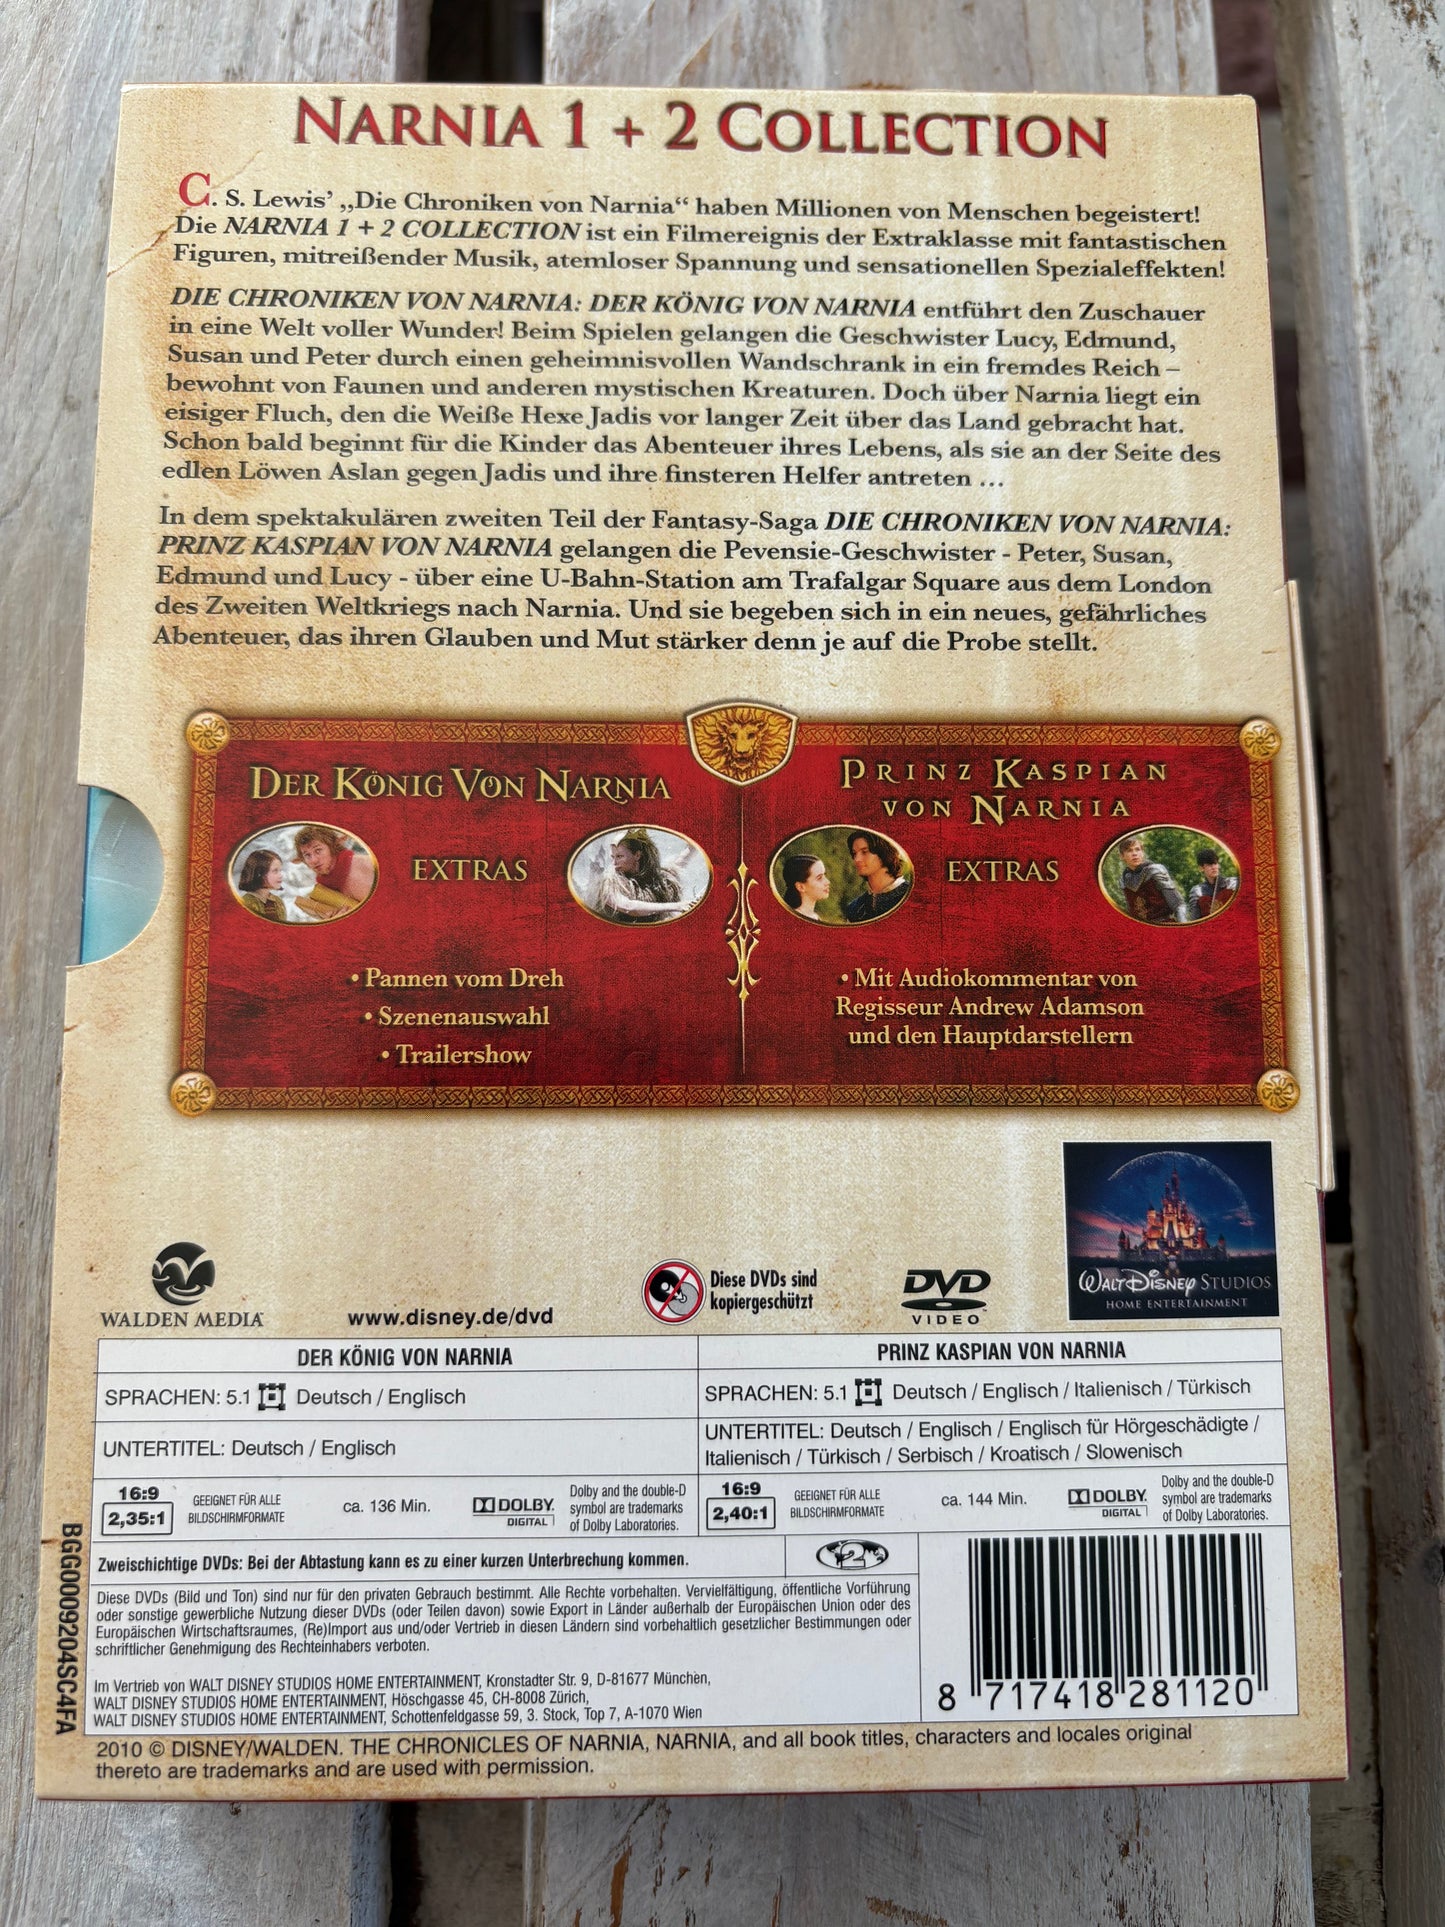 NARNIA 1 + 2 COLLECTION
C. S. Lewis' „Die Chroniken von Narnia“ haben Millionen von Menschen begeistert!
Die NARNIA 1 + 2 COLLECTION ist ein Filmereignis der Extraklasse mit fantastischen
Figuren, mitreißender Musik, atemloser Spannung und sensationellen Spezialeffekten!
DIE CHRONIKEN VON NARNIA: DER KÖNIG VON NARNIA entführt den Zuschauer
in eine Welt voller Wunder! Beim Spielen gelangen die Geschwister Lucy, Edmund,
Susan und Peter durch einen geheimnisvollen Wandschrank in ein fremdes Reich –
bewohnt von Faunen und anderen mystischen Kreaturen. Doch über Narnia liegt ein
eisiger Fluch, den die Weiße Hexe Jadis vor langer Zeit über das Land gebracht hat.
Schon bald beginnt für die Kinder das Abenteuer ihres Lebens, als sie an der Seite des
edlen Löwen Aslan gegen Jadis und ihre finsteren Helfer antreten ...
In dem spektakulären zweiten Teil der Fantasy-Saga DIE CHRONIKEN VON NARNIA:
PRINZ KASPIAN VON NARNIA gelangen die Pevensie-Geschwister - Peter, Susan,
Edmund und Lucy - über eine U-Bahn-Station am Trafalgar Square aus dem London
des Zweiten Weltkriegs nach Narnia. Und sie begeben sich in ein neues, gefährliches
Abenteuer, das ihren Glauben und Mut stärker denn je auf die Probe stellt.
DER KÖNIG VON NARNIA
EXTRAS
• Pannen vom Dreh
• Szenenauswahl
• Trailershow
PRINZ KASPIAN
VON NARNIA
EXTRAS
• Mit Audiokommentar von
Regisseur Andrew Adamson
und den Hauptdarstellern
WALDEN MEDIA
www.disney.de/dvd
Diese DVDs sind
kopiergeschützt
DVD
VIDEO
WALT DISNEY STUDIOS
HOME ENTERTAINMENT
DER KÖNIG VON NARNIA
SPRACHEN: 5.1 Deutsch / Englisch
UNTERTITEL: Deutsch / Englisch
16:9
2,35:1
GEEIGNET FÜR ALLE
BILDSCHIRMFORMATE
ca. 136 Min.
DOLBY
DIGITAL
Dolby and the double-D
symbol are trademarks
of Dolby Laboratories.
PRINZ KASPIAN VON NARNIA
SPRACHEN: 5.1 Deutsch / Englisch / Italienisch / Türkisch
UNTERTITEL: Deutsch / Englisch / Englisch für Hörgeschädigte /
Italienisch / Türkisch / Serbisch / Kroatisch / Slowenisch
16:9
2,40:1
GEEIGNET FÜR ALLE
BILDSCHIRMFORMATE
ca. 144 Min.
DOLBY
DIGITAL
Dolby and the double-D
symbol are trademarks
of Dolby Laboratories.
Zweischichtige DVDs: Bei der Abtastung kann es zu einer kurzen Unterbrechung kommen.
2
Diese DVDs (Bild und Ton) sind nur für den privaten Gebrauch bestimmt. Alle Rechte vorbehalten. Vervielfältigung, öffentliche Vorführung
oder sonstige gewerbliche Nutzung dieser DVDs (oder Teilen davon) sowie Export in Länder außerhalb der Europäischen Union oder des
Europäischen Wirtschaftsraumes, (Re)Import aus und/oder Vertrieb in diesen Ländern sind vorbehaltlich gesetzlicher Bestimmungen oder
schriftlicher Genehmigung des Rechteinhabers verboten.
Im Vertrieb von WALT DISNEY STUDIOS HOME ENTERTAINMENT, Kronstadter Str. 9, D-81677 München,
WALT DISNEY STUDIOS HOME ENTERTAINMENT, Höschgasse 45, CH-8008 Zürich,
WALT DISNEY STUDIOS HOME ENTERTAINMENT, Schottenfeldgasse 59, 3. Stock, Top 7, A-1070 Wien
8 717418 281120
BGG0009204SC4FA
2010 © DISNEY/WALDEN. THE CHRONICLES OF NARNIA, NARNIA, and all book titles, characters and locales original
thereto are trademarks and are used with permission.